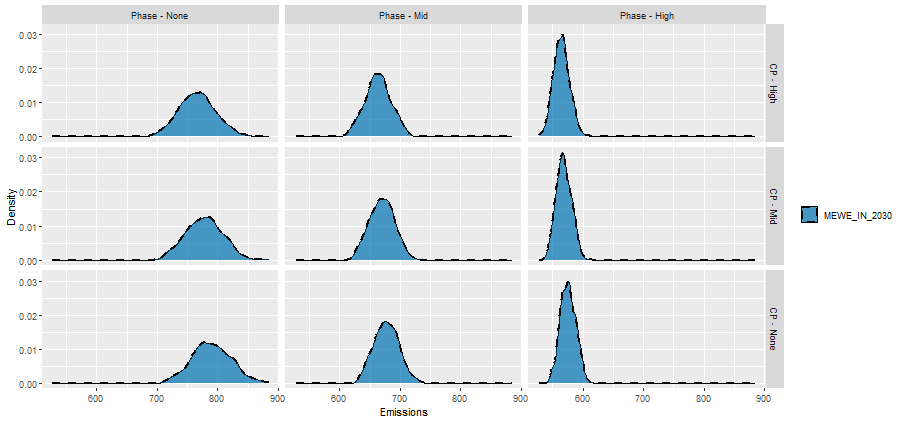 Phase - None
Phase - Mid
Phase - High
0.03
0.02
0.01
0.00
CP - High
0.03
0.02
0.01
0.00
CP - Mid
Density
MEWE_IN_2030
0.03
0.02
0.01
0.00
CP - None
600 700 800 900 600 700 800 900 600 700 800 900
Emissions